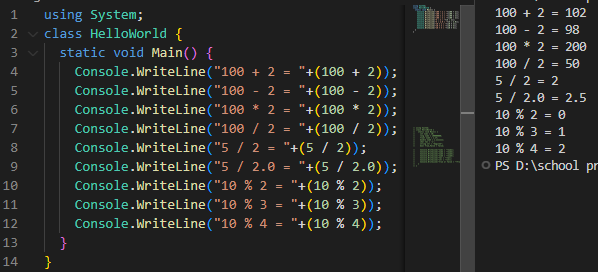 1 using System;
2 class HelloWorld {
3 static void Main() {
4 Console.WriteLine("100 + 2 = "+(100 + 2));
5 Console.WriteLine("100 - 2 = "+(100 - 2));
6 Console.WriteLine("100 * 2 = "+(100 * 2));
7 Console.WriteLine("100 / 2 = "+(100 / 2));
8 Console.WriteLine("5 / 2 = "+(5 / 2));
9 Console.WriteLine("5 / 2.0 = "+(5 / 2.0));
10 Console.WriteLine("10 % 2 = "+(10 % 2));
11 Console.WriteLine("10 % 3 = "+(10 % 3));
12 Console.WriteLine("10 % 4 = "+(10 % 4));
13 }
14 }
100 + 2 = 102
100 - 2 = 98
100 * 2 = 200
100 / 2 = 50
5 / 2 = 2
5 / 2.0 = 2.5
10 % 2 = 0
10 % 3 = 1
10 % 4 = 2
PS D:\school pr